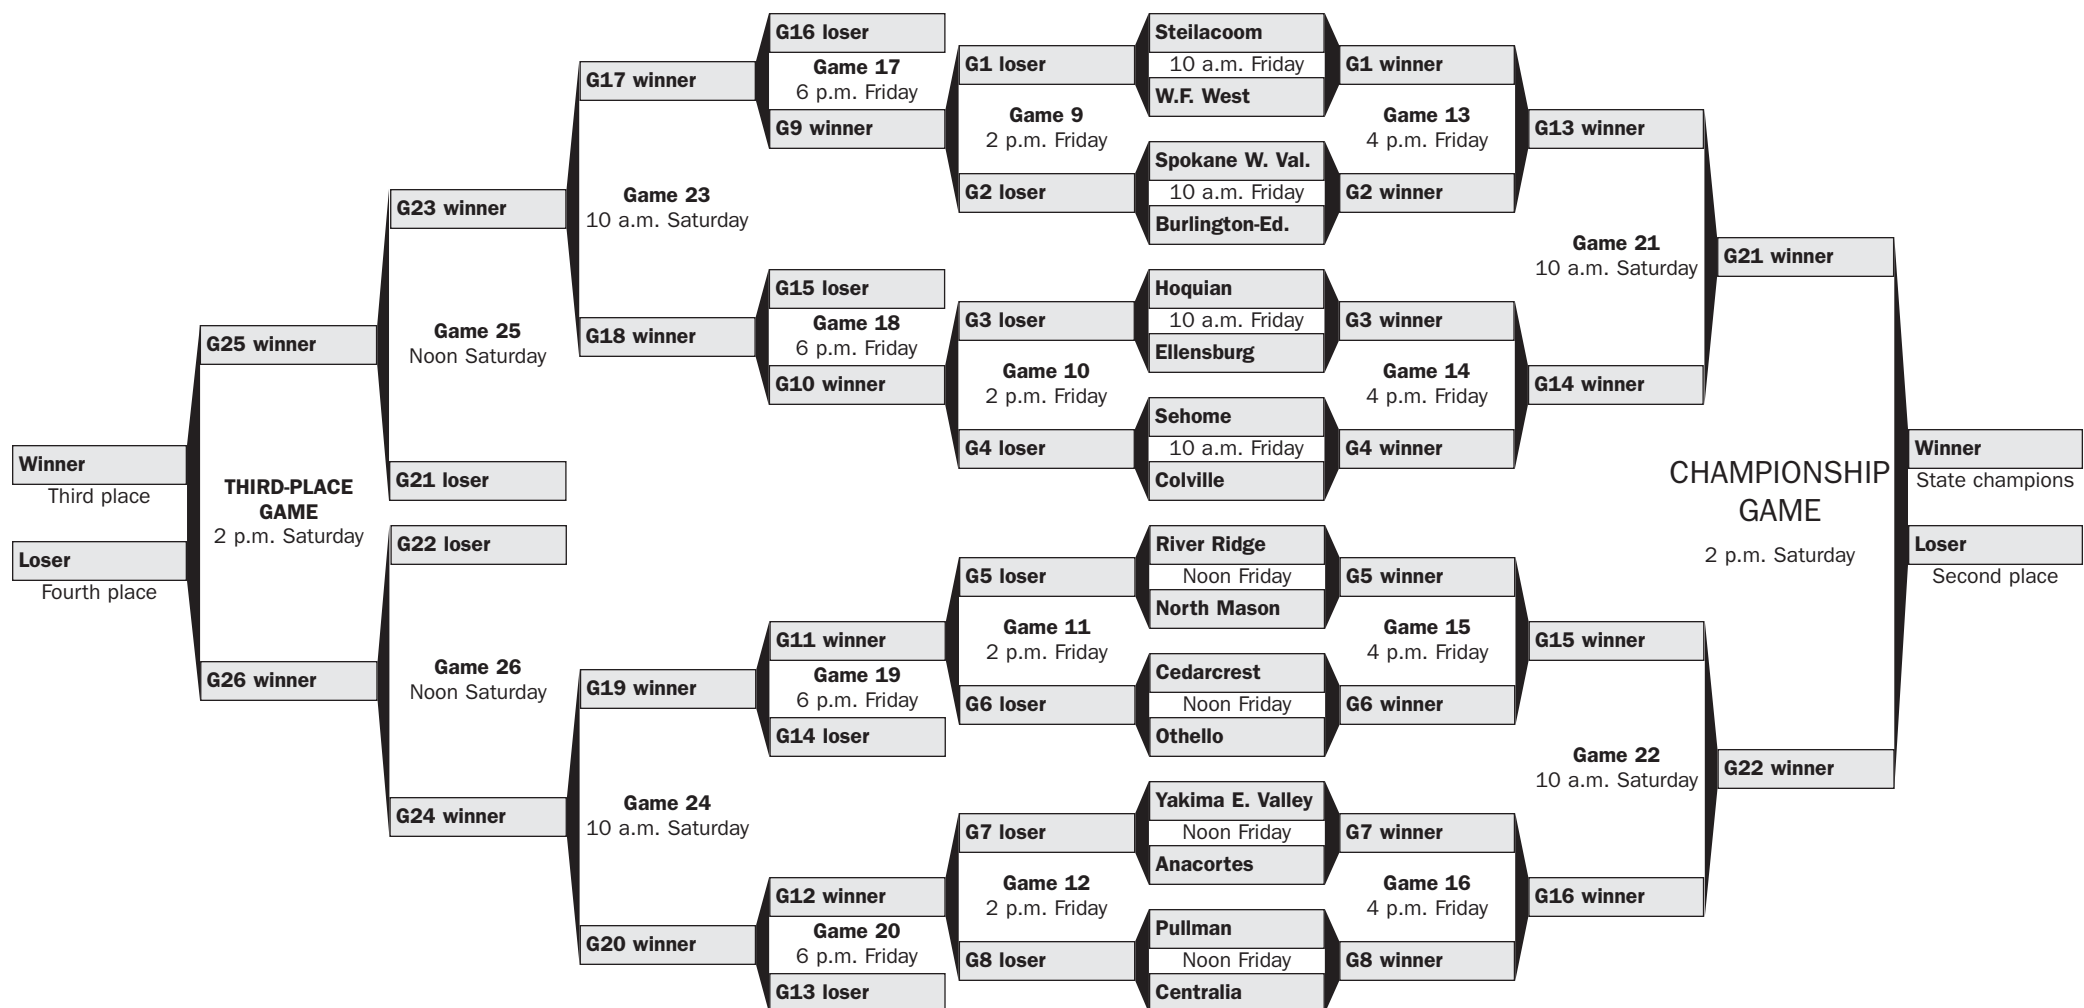 G16 loser
Game 17
6 p.m. Friday
G9 winner
G17 winner
Game 23
10 a.m. Saturday
G18 winner
G15 loser
Game 18
6 p.m. Friday
G10 winner
G23 winner
Game 25
Noon Saturday
G21 loser
G25 winner
THIRD-PLACE
GAME
2 p.m. Saturday
G26 winner
Winner
Third place
Loser
Fourth place
G22 loser
Game 26
Noon Saturday
G24 winner
G11 winner
Game 19
6 p.m. Friday
G14 loser
G19 winner
Game 24
10 a.m. Saturday
G20 winner
G12 winner
Game 20
6 p.m. Friday
G13 loser
G1 loser
Game 9
2 p.m. Friday
G2 loser
G3 loser
Game 10
2 p.m. Friday
G4 loser
G5 loser
Game 11
2 p.m. Friday
G6 loser
G7 loser
Game 12
2 p.m. Friday
G8 loser
Steilacoom
10 a.m. Friday
W.F. West
Spokane W. Val.
10 a.m. Friday
Burlington-Ed.
Hoquian
10 a.m. Friday
Ellensburg
Sehome
10 a.m. Friday
Colville
River Ridge
Noon Friday
North Mason
Cedarcrest
Noon Friday
Othello
Yakima E. Valley
Noon Friday
Anacortes
Pullman
Noon Friday
Centralia
G1 winner
Game 13
4 p.m. Friday
G2 winner
G3 winner
Game 14
4 p.m. Friday
G4 winner
G5 winner
Game 15
4 p.m. Friday
G6 winner
G7 winner
Game 16
4 p.m. Friday
G8 winner
G13 winner
Game 21
10 a.m. Saturday
G14 winner
G15 winner
Game 22
10 a.m. Saturday
G16 winner
G21 winner
CHAMPIONSHIP
GAME
2 p.m. Saturday
G22 winner
Winner
State champions
Loser
Second place